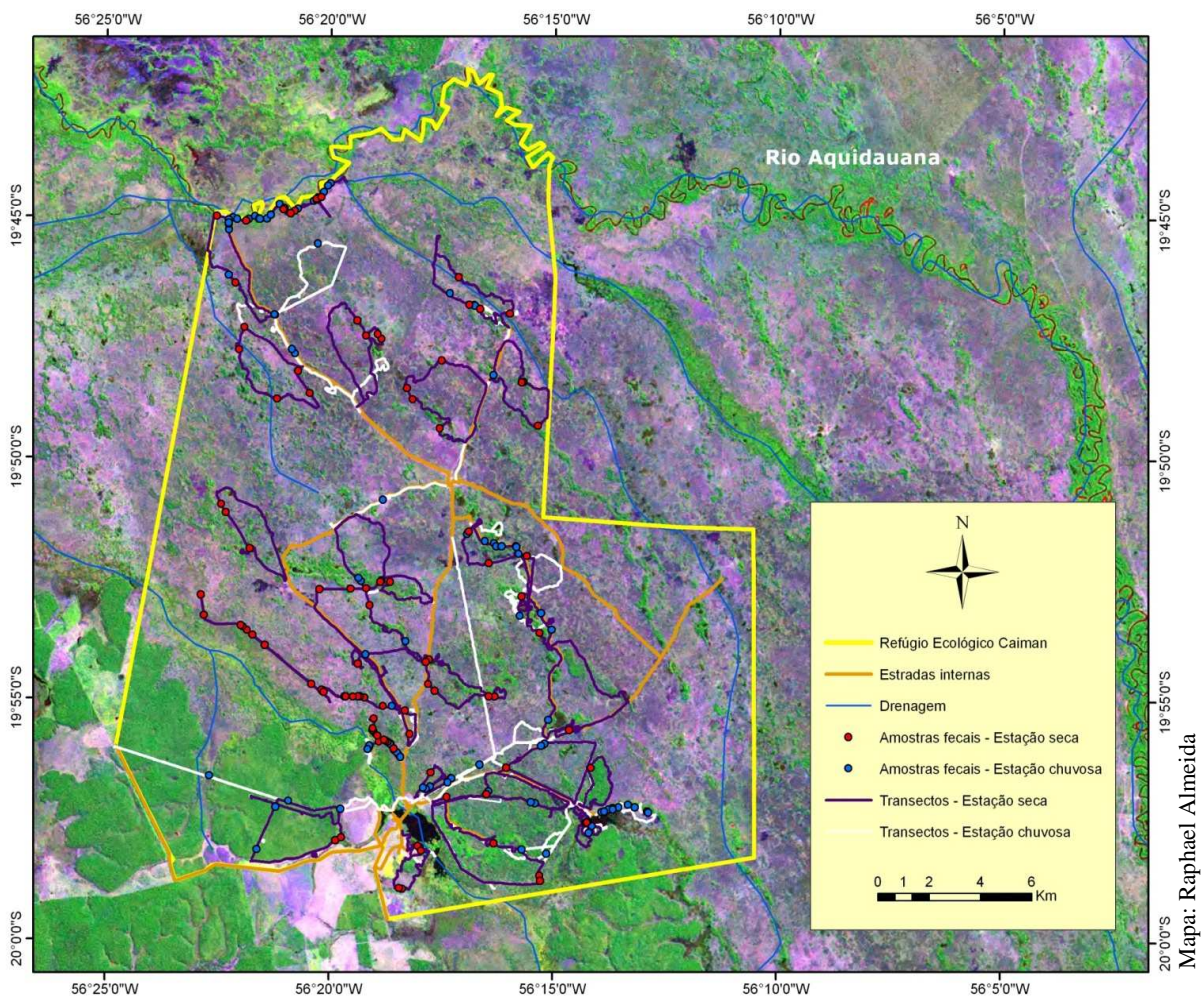 56°25'0"W 56°20'0"W 56°15'0"W 56°10'0"W 56°5'0"W
Rio Aquidauana
19°45'0"S 19°45'0"S
19°50'0"S 19°50'0"S
N
Refúgio Ecológico Caiman
Estradas internas
19°55'0"S 19°55'0"S
Drenagem
Amostras fecais - Estação seca
Amostras fecais - Estação chuvosa
Transectos - Estação seca
Transectos - Estação chuvosa
0 1 2 4 6
Km
20°0'0"S 20°0'0"S
56°25'0"W 56°20'0"W 56°15'0"W 56°10'0"W 56°5'0"W
Mapa: Raphael Almeida